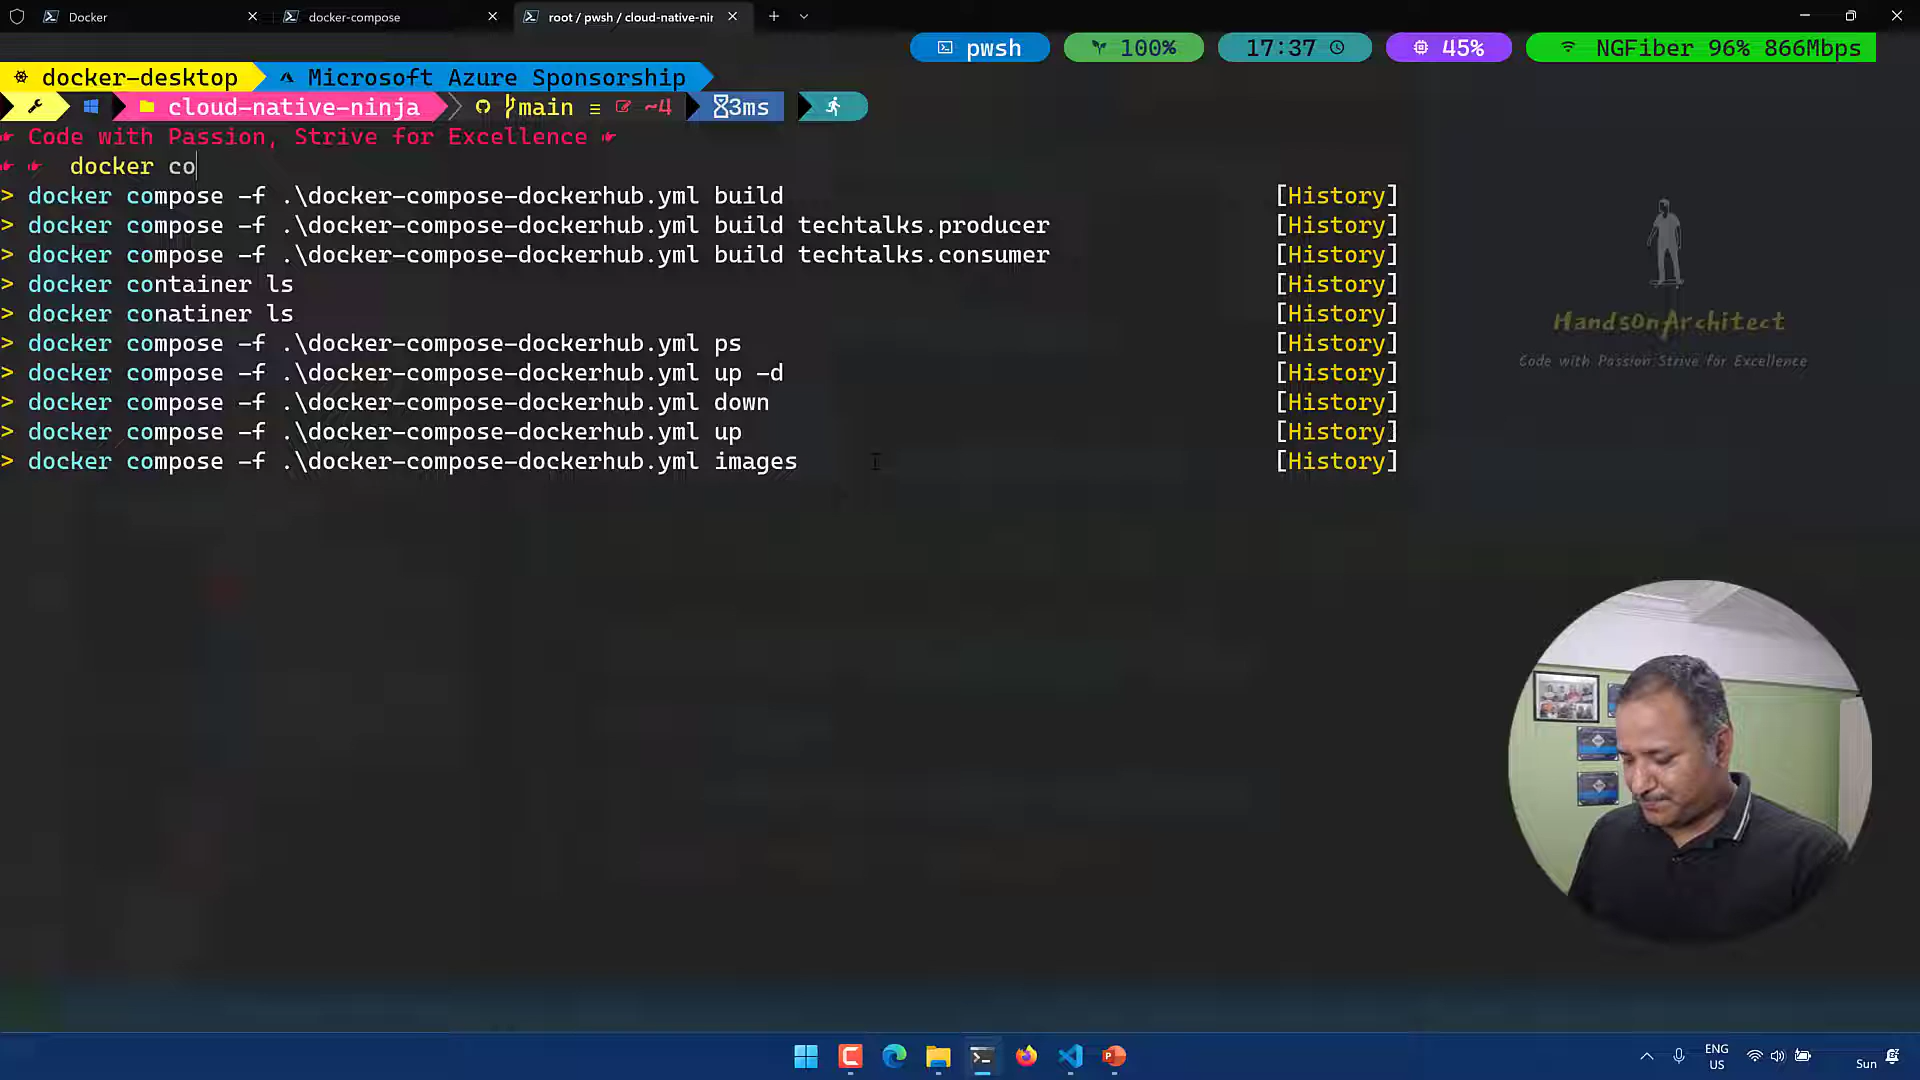 Docker docker-compose root / pwsh / cloud-native-nir
pwsh 100% 17:37 45% NGFiber 96% 866Mbps
docker-desktop Microsoft Azure Sponsorship
cloud-native-ninja main ≡ ~4 3ms
Code with Passion, Strive for Excellence
docker co
> docker compose -f .\docker-compose-dockerhub.yml build [History]
> docker compose -f .\docker-compose-dockerhub.yml build techtalks.producer [History]
> docker compose -f .\docker-compose-dockerhub.yml build techtalks.consumer [History]
> docker container ls [History]
> docker conatiner ls [History]
> docker compose -f .\docker-compose-dockerhub.yml ps [History]
> docker compose -f .\docker-compose-dockerhub.yml up -d [History]
> docker compose -f .\docker-compose-dockerhub.yml down [History]
> docker compose -f .\docker-compose-dockerhub.yml up [History]
> docker compose -f .\docker-compose-dockerhub.yml images [History]
HandsOnArchitect
Code with Passion Strive for Excellence
ENG
US
Sun